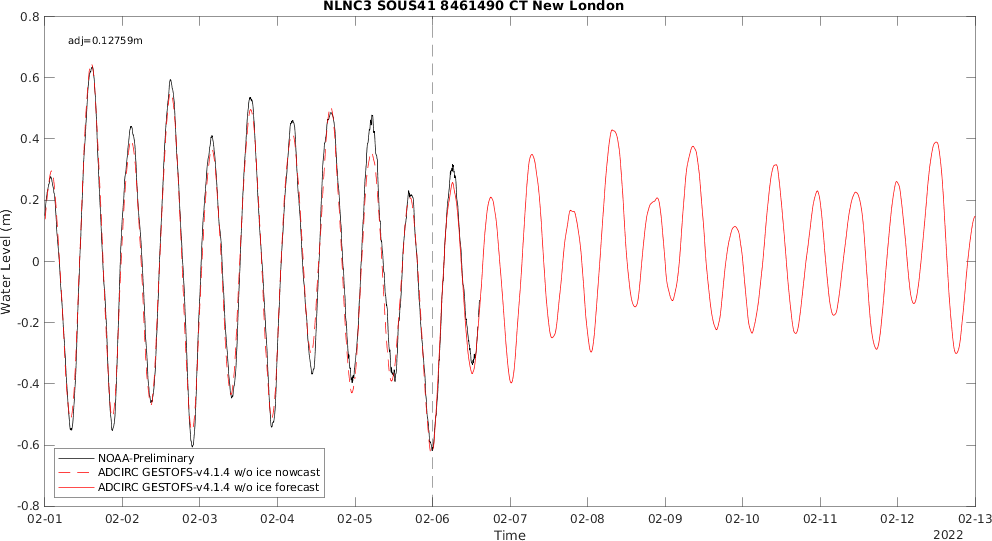 NLNC3 SOUS41 8461490 CT New London
adj=0.12759m
0.8
0.6
0.4
0.2
0
-0.2
-0.4
-0.6
-0.8
Water Level (m)
NOAA-Preliminary
ADCIRC GESTOFS-v4.1.4 w/o ice nowcast
ADCIRC GESTOFS-v4.1.4 w/o ice forecast
02-01 02-02 02-03 02-04 02-05 02-06 02-07 02-08 02-09 02-10 02-11 02-12 02-13
Time
2022